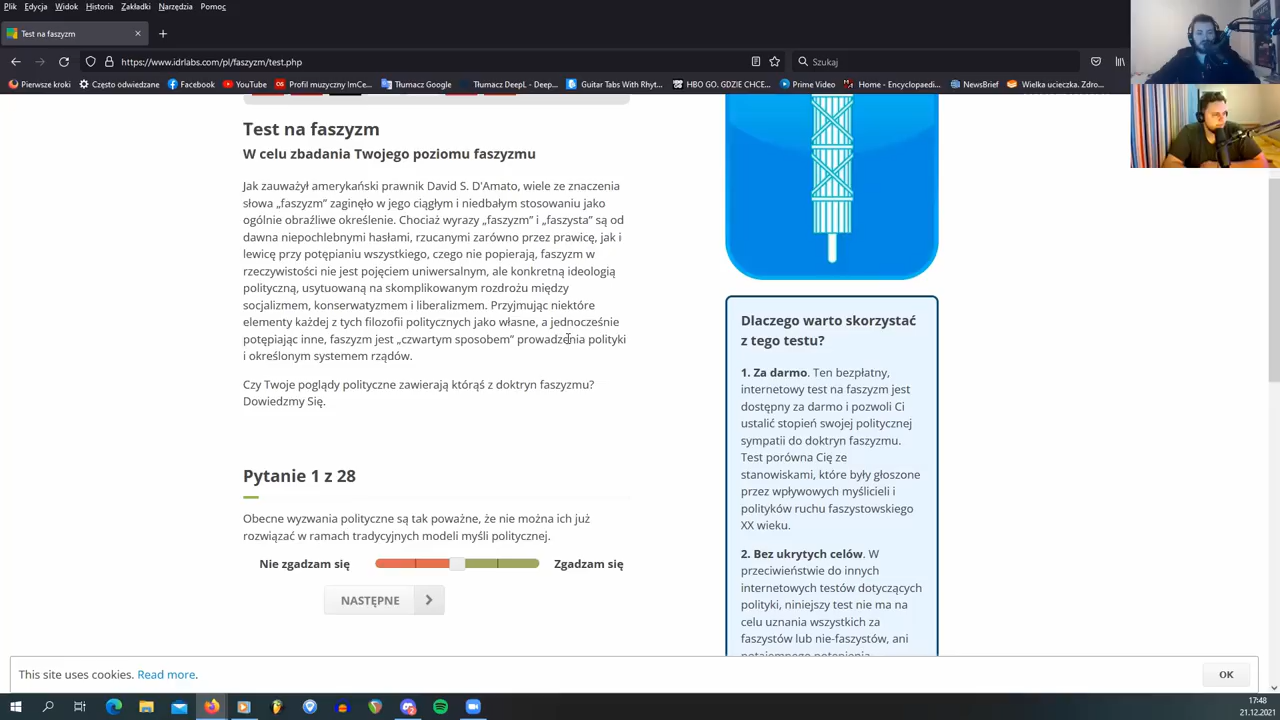 Plik Edycja Widok Historia Zakładki Narzędzia Pomoc
Test na faszyzm
https://www.idrlabs.com/pl/faszyzm/test.php
Szukaj
Pierwsze kroki Często odwiedzane Facebook YouTube Profil muzyczny ImCe... Tłumacz Google Tłumacz DeepL - Deep... Guitar Tabs With Rhyt... HBO GO. GDZIE CHCE... Prime Video Home - Encyclopaedi... NewsBrief Wielka ucieczka. Zdro...
Test na faszyzm
W celu zbadania Twojego poziomu faszyzmu
Jak zauważył amerykański prawnik David S. D'Amato, wiele ze znaczenia
słowa „faszyzm” zaginęło w jego ciągłym i niedbałym stosowaniu jako
ogólnie obraźliwe określenie. Chociaż wyrazy „faszyzm” i „faszysta” są od
dawna niepochlebnymi hasłami, rzucanymi zarówno przez prawicę, jak i
lewicę przy potępianiu wszystkiego, czego nie popierają, faszyzm w
rzeczywistości nie jest pojęciem uniwersalnym, ale konkretną ideologią
polityczną, usytuowaną na skomplikowanym rozdrożu między
socjalizmem, konserwatyzmem i liberalizmem. Przyjmując niektóre
elementy każdej z tych filozofii politycznych jako własne, a jednocześnie
potępiając inne, faszyzm jest „czwartym sposobem” prowadzenia polityki
i określonym systemem rządów.
Czy Twoje poglądy polityczne zawierają którąś z doktryn faszyzmu?
Dowiedzmy Się.
Pytanie 1 z 28
Obecne wyzwania polityczne są tak poważne, że nie można ich już
rozwiązać w ramach tradycyjnych modeli myśli politycznej.
Nie zgadzam się Zgadzam się
NASTĘPNE
Dlaczego warto skorzystać
z tego testu?
1. Za darmo. Ten bezpłatny,
internetowy test na faszyzm jest
dostępny za darmo i pozwoli Ci
ustalić stopień swojej politycznej
sympatii do doktryn faszyzmu.
Test porówna Cię ze
stanowiskami, które były głoszone
przez wpływowych myślicieli i
polityków ruchu faszystowskiego
XX wieku.
2. Bez ukrytych celów. W
przeciwieństwie do innych
internetowych testów dotyczących
polityki, niniejszy test nie ma na
celu uznania wszystkich za
faszystów lub nie-faszystów, ani
potajemnego potępienia
This site uses cookies. Read more.
OK
17:48
21.12.2021